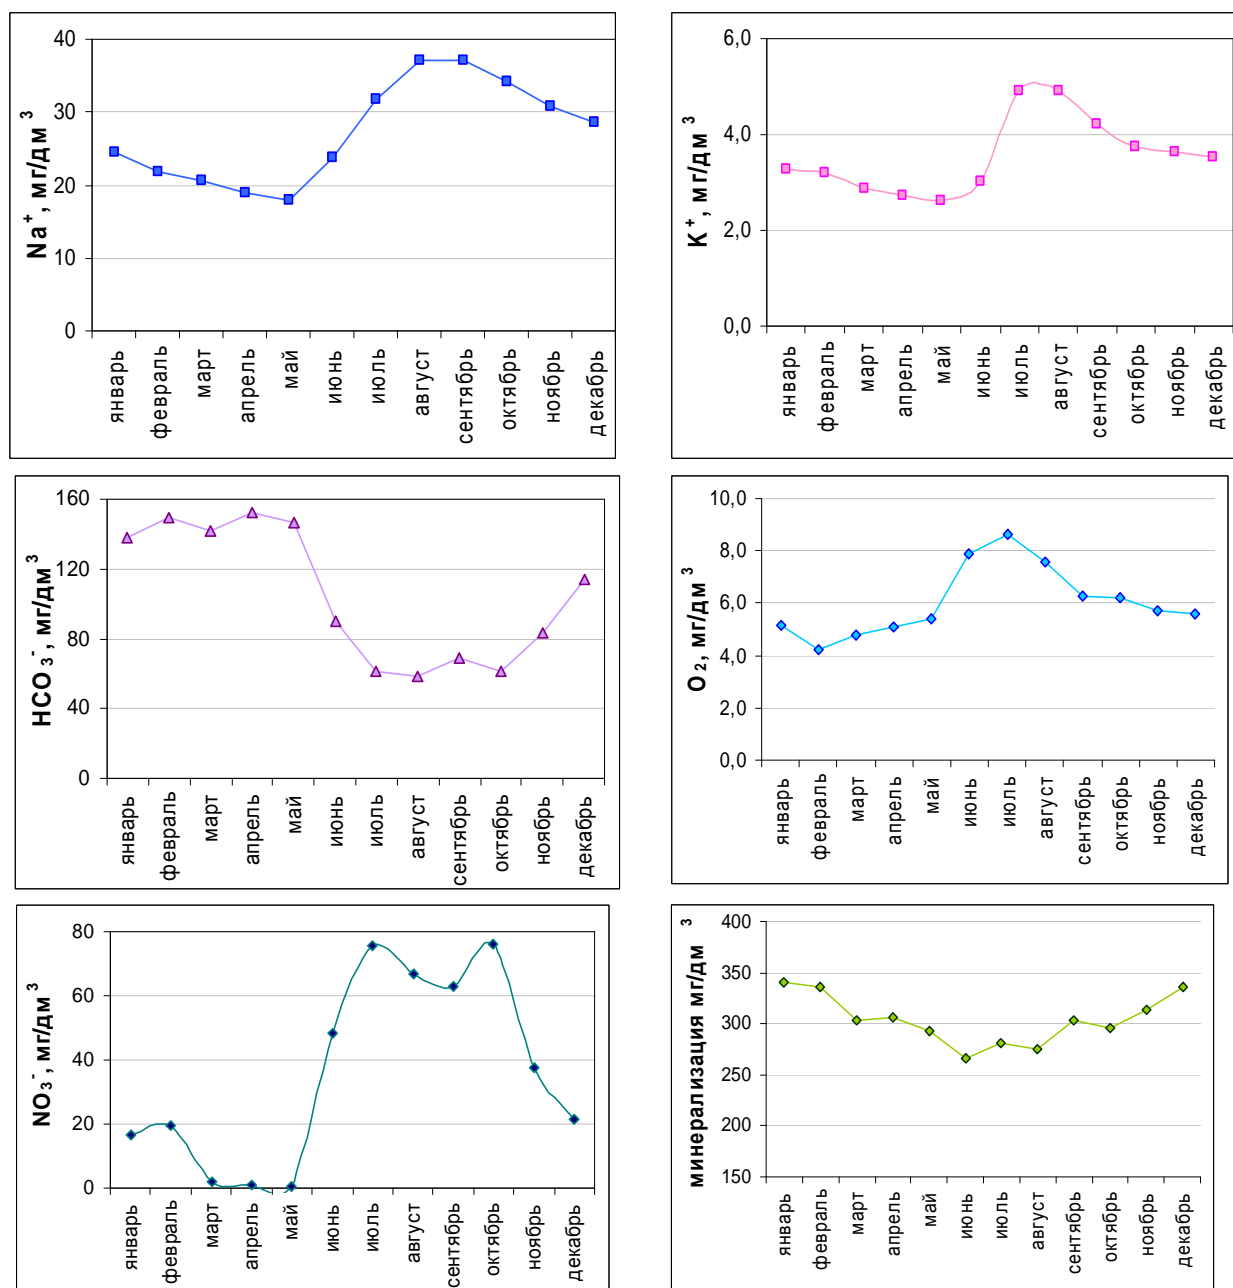 Na⁺, мг/дм³
40
30
20
10
0
январь
февраль
март
апрель
май
июнь
июль
август
сентябрь
октябрь
ноябрь
декабрь
K⁺, мг/дм³
6,0
4,0
2,0
0,0
январь
февраль
март
апрель
май
июнь
июль
август
сентябрь
октябрь
ноябрь
декабрь
HCO₃⁻, мг/дм³
160
120
80
40
0
январь
февраль
март
апрель
май
июнь
июль
август
сентябрь
октябрь
ноябрь
декабрь
O₂, мг/дм³
10,0
8,0
6,0
4,0
2,0
0,0
январь
февраль
март
апрель
май
июнь
июль
август
сентябрь
октябрь
ноябрь
декабрь
NO₃⁻, мг/дм³
80
60
40
20
0
январь
февраль
март
апрель
май
июнь
июль
август
сентябрь
октябрь
ноябрь
декабрь
минерализация мг/дм³
400
350
300
250
200
150
январь
февраль
март
апрель
май
июнь
июль
август
сентябрь
октябрь
ноябрь
декабрь